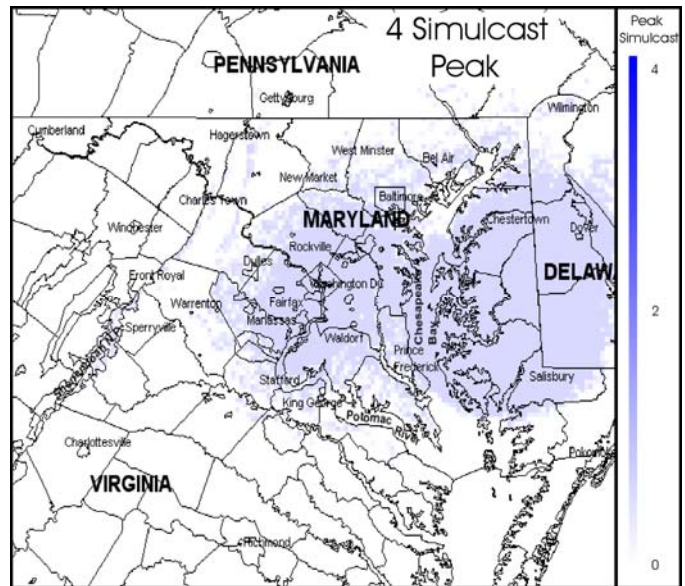 4 Simulcast
Peak
Peak
Simulcast
4
2
0
PENNSYLVANIA
Gettysburg
Wilmington
Cumberland
Hagerstown
West Minster
Bel Air
New Market
Charles Town
Baltimore
Winchester
MARYLAND
Chestertown
Rockville
Dover
Dulles
Washington DC
Front Royal
DELAW
Warrenton
Fairfax
Chesapeake
Bay
Manassas
Sperryville
Waldorf
Prince
Frederick
Stafford
Salisbury
King George
Potomac
River
Charlottesville
VIRGINIA
Richmond